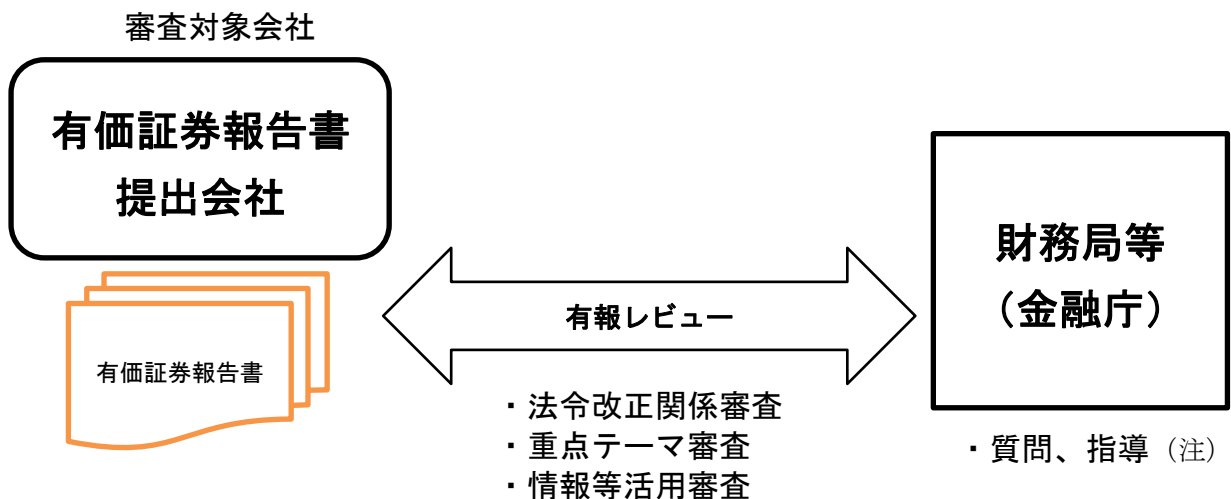 審査対象会社
有価証券報告書
提出会社
有価証券報告書
有報レビュー
・法令改正関係審査
・重点テーマ審査
・情報等活用審査
財務局等
（金融庁）
・質問、指導（注）